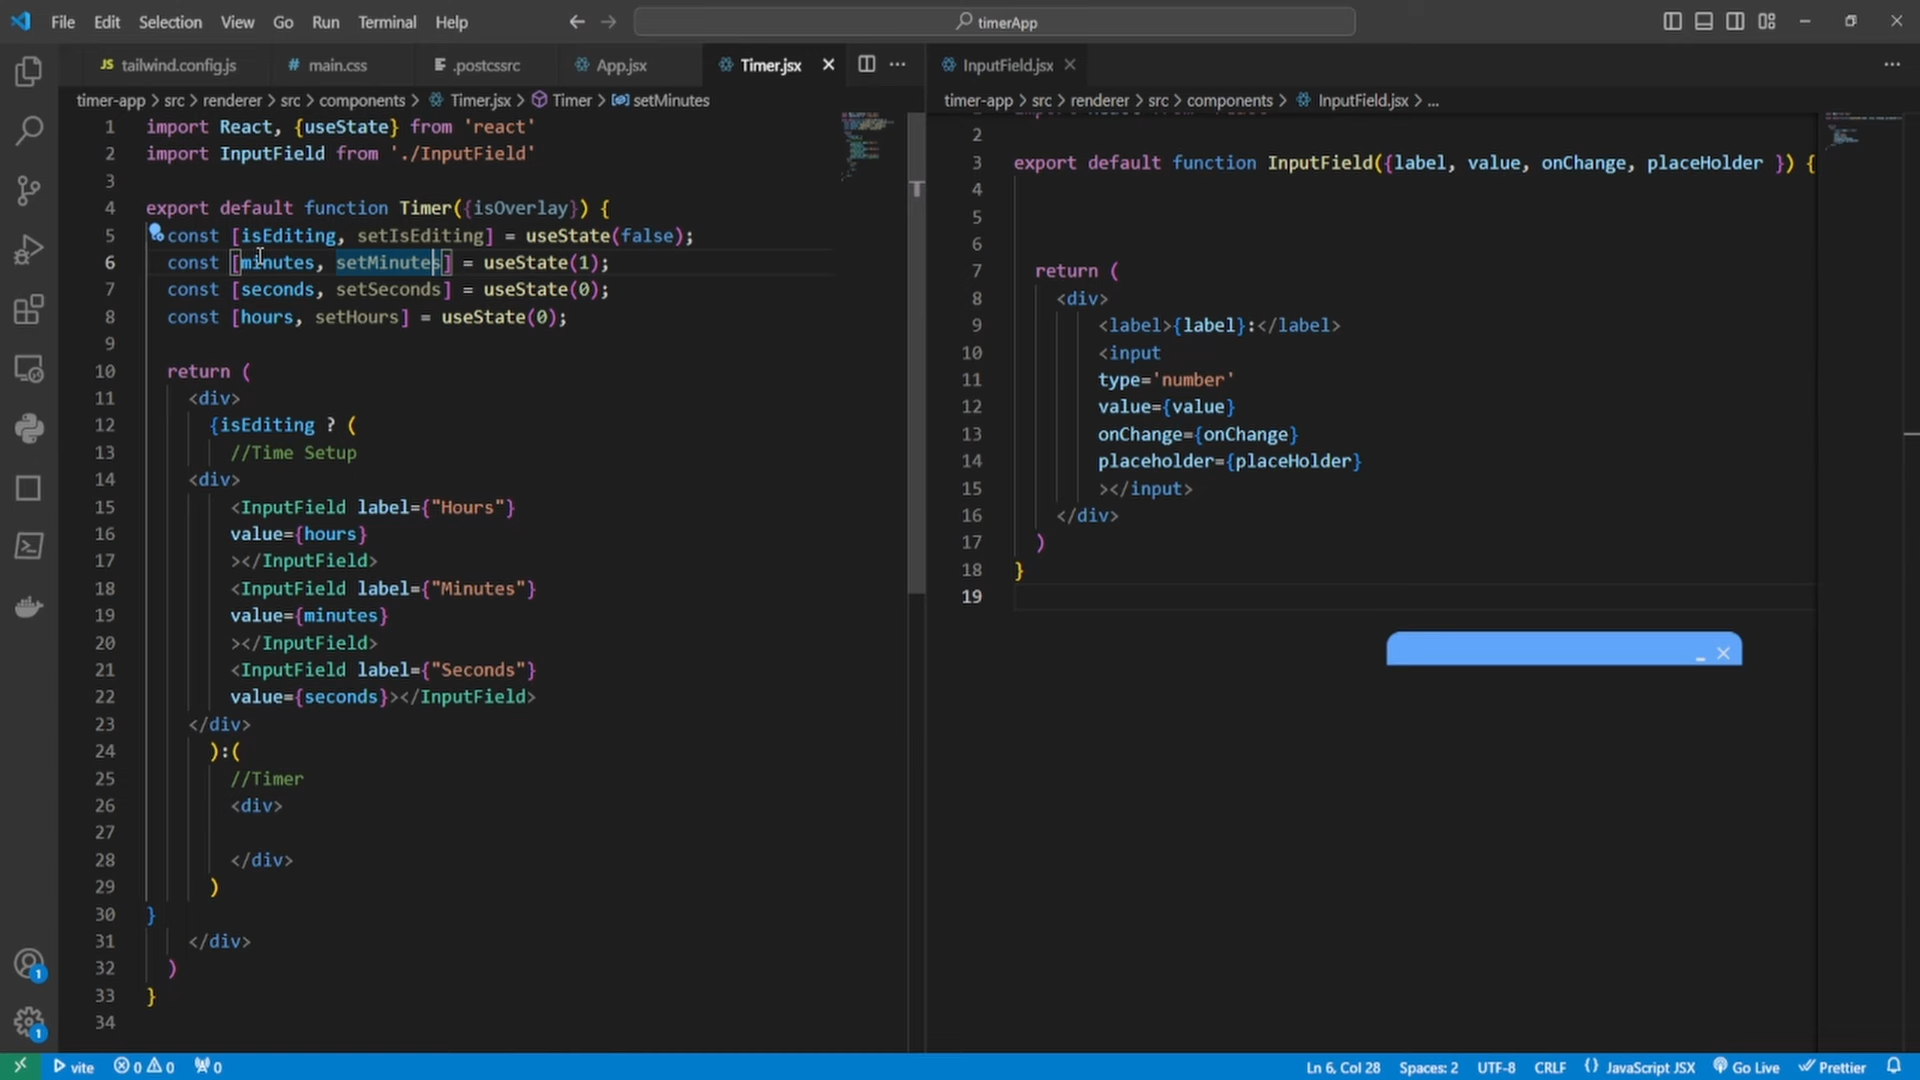 File Edit Selection View Go Run Terminal Help
timerApp
JS tailwind.config.js
# main.css
.postcssrc
App.jsx
Timer.jsx
InputField.jsx
timer-app > src > renderer > src > components > Timer.jsx > Timer > setMinutes
1 import React, {useState} from 'react'
2 import InputField from './InputField'
3
4 export default function Timer({isOverlay}) {
5 const [isEditing, setIsEditing] = useState(false);
6 const [minutes, setMinutes] = useState(1);
7 const [seconds, setSeconds] = useState(0);
8 const [hours, setHours] = useState(0);
9
10 return (
11 <div>
12 {isEditing ? (
13 //Time Setup
14 <div>
15 <InputField label={"Hours"}
16 value={hours}
17 ></InputField>
18 <InputField label={"Minutes"}
19 value={minutes}
20 ></InputField>
21 <InputField label={"Seconds"}
22 value={seconds}></InputField>
23 </div>
24 ):(
25 //Timer
26 <div>
27
28 </div>
29 )
30 }
31 </div>
32 )
33 }
34
timer-app > src > renderer > src > components > InputField.jsx > ...
2
3 export default function InputField({label, value, onChange, placeHolder }) {
4
5
6
7 return (
8 <div>
9 <label>{label}:</label>
10 <input
11 type='number'
12 value={value}
13 onChange={onChange}
14 placeholder={placeHolder}
15 ></input>
16 </div>
17 )
18 }
19
1
1
vite 0 0 0 Ln 6, Col 28 Spaces: 2 UTF-8 CRLF {} JavaScript JSX Go Live Prettier